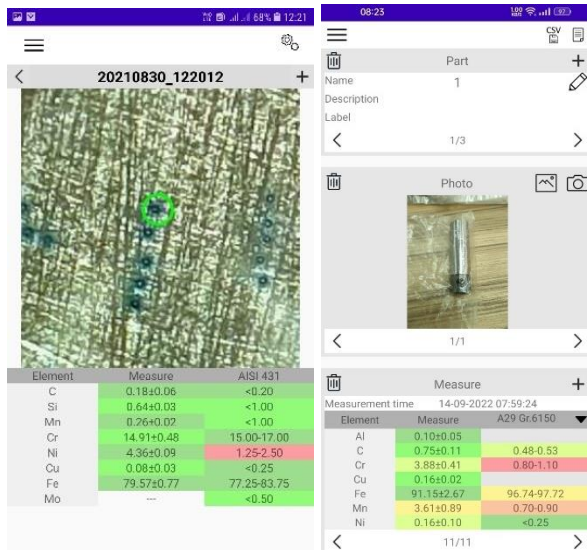 68% 12:21
20210830_122012
Element Measure AISI 431
C 0.18±0.06 <0.20
Si 0.64±0.03 <1.00
Mn 0.26±0.02 <1.00
Cr 14.91±0.48 15.00-17.00
Ni 4.36±0.09 1.25-2.50
Cu 0.08±0.03 <0.25
Fe 79.57±0.77 77.25-83.75
Mo --- <0.50
08:23
CSV
Part
Name 1
Description
Label
1/3
Photo
1/1
Measure
Measurement time 14-09-2022 07:59:24
Element Measure A29 Gr.6150
Al 0.10±0.05
C 0.75±0.11 0.48-0.53
Cr 3.88±0.41 0.80-1.10
Cu 0.16±0.02
Fe 91.15±2.67 96.74-97.72
Mn 3.61±0.89 0.70-0.90
Ni 0.16±0.10 <0.25
11/11